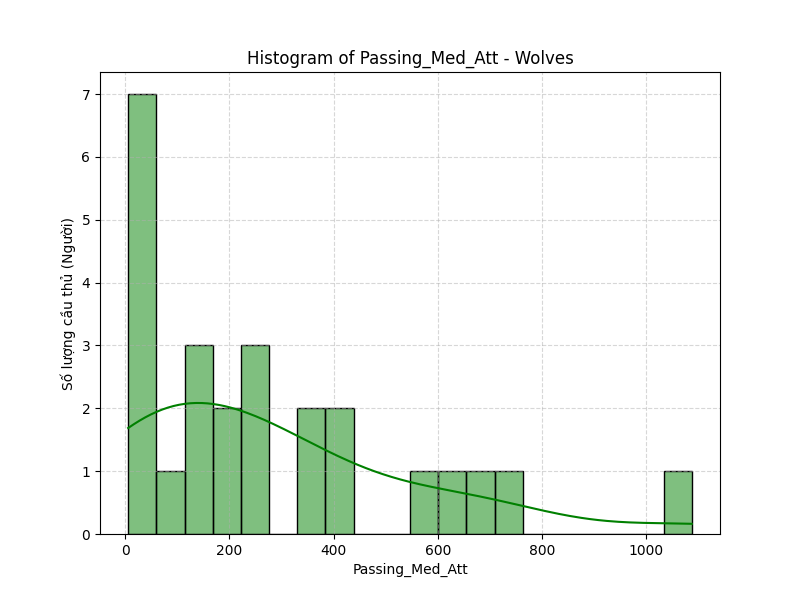 Histogram of Passing_Med_Att - Wolves
Số lượng cầu thủ (Người)
7
6
5
4
3
2
1
0
0 200 400 600 800 1000
Passing_Med_Att